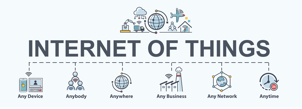 INTERNET OF THINGS
Any Device
Anybody
Anywhere
Any Business
Any Network
Anytime